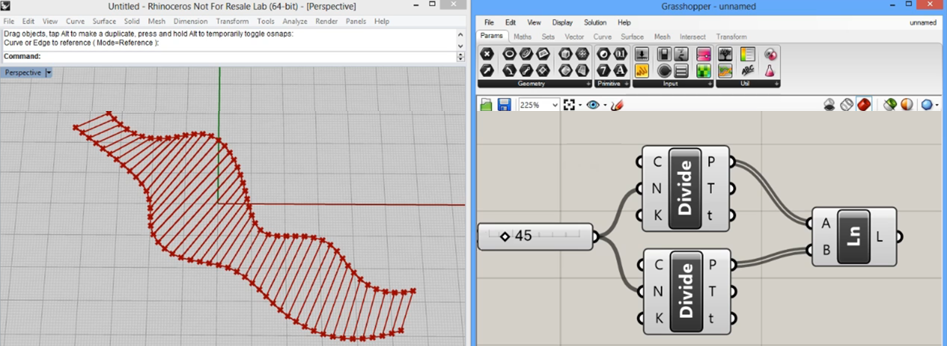 Untitled - Rhinoceros Not For Resale Lab (64-bit) - [Perspective]
File Edit View Curve Surface Solid Mesh Dimension Transform Tools Analyze Render Panels Help
Drag objects, tap Alt to make a duplicate, press and hold Alt to temporarily toggle osnaps:
Curve or Edge to reference ( Mode=Reference ):
Command:
Perspective
Grasshopper - unnamed
File Edit View Display Solution Help unnamed
Params Maths Sets Vector Curve Surface Mesh Intersect Transform
Geometry Primitive Input Util
225%
C P
N Divide T
K t
45
A Ln L
B
C P
N Divide T
K t